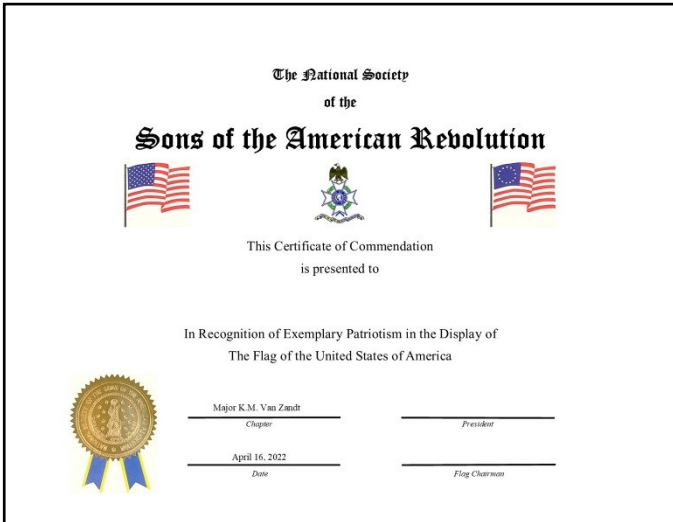 The National Society
of the
Sons of the American Revolution
This Certificate of Commendation
is presented to
In Recognition of Exemplary Patriotism in the Display of
The Flag of the United States of America
Major K.M. Van Zandt
Chapter
President
April 16, 2022
Date
Flag Chairman